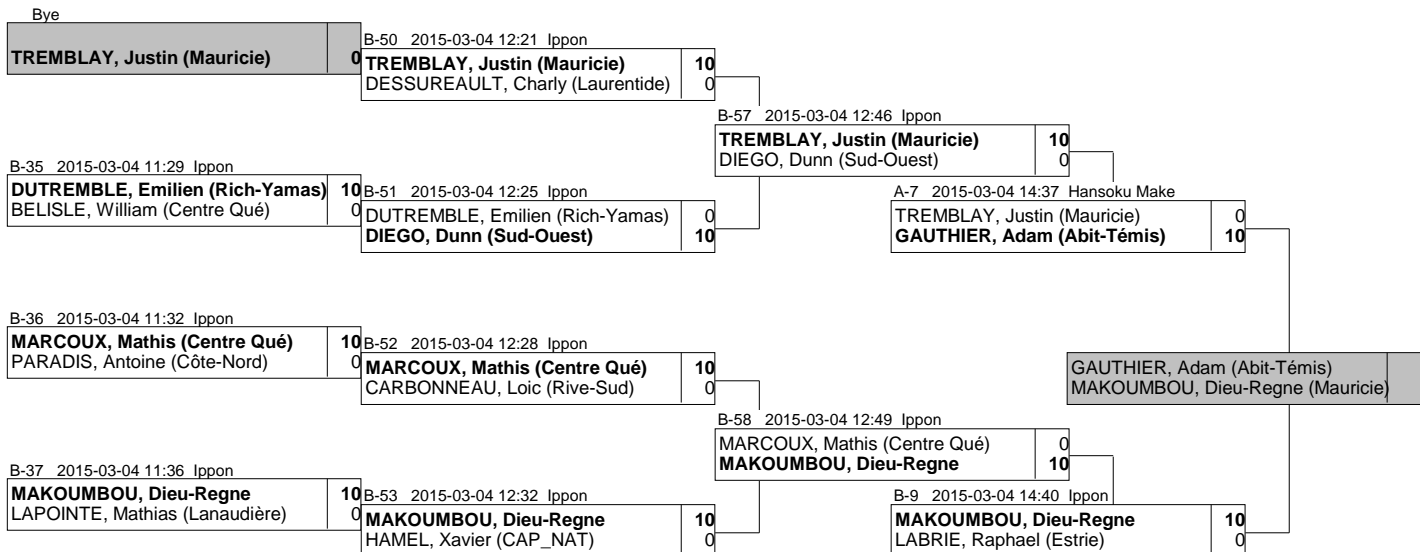 Bye
TREMBLAY, Justin (Mauricie) 0
B-50 2015-03-04 12:21 Ippon
TREMBLAY, Justin (Mauricie) 10
DESSUREAULT, Charly (Laurentide) 0
B-57 2015-03-04 12:46 Ippon
TREMBLAY, Justin (Mauricie) 10
DIEGO, Dunn (Sud-Ouest) 0
B-35 2015-03-04 11:29 Ippon
DUTREMBLE, Emilien (Rich-Yamas) 10
BELISLE, William (Centre Qué) 0
B-51 2015-03-04 12:25 Ippon
DUTREMBLE, Emilien (Rich-Yamas) 0
DIEGO, Dunn (Sud-Ouest) 10
A-7 2015-03-04 14:37 Hansoku Make
TREMBLAY, Justin (Mauricie) 0
GAUTHIER, Adam (Abit-Témis) 10
B-36 2015-03-04 11:32 Ippon
MARCOUX, Mathis (Centre Qué) 10
PARADIS, Antoine (Côte-Nord) 0
B-52 2015-03-04 12:28 Ippon
MARCOUX, Mathis (Centre Qué) 10
CARBONNEAU, Loic (Rive-Sud) 0
GAUTHIER, Adam (Abit-Témis)
MAKOUMBOU, Dieu-Regne (Mauricie)
B-58 2015-03-04 12:49 Ippon
MARCOUX, Mathis (Centre Qué) 0
MAKOUMBOU, Dieu-Regne 10
B-37 2015-03-04 11:36 Ippon
MAKOUMBOU, Dieu-Regne 10
LAPOINTE, Mathias (Lanaudière) 0
B-53 2015-03-04 12:32 Ippon
MAKOUMBOU, Dieu-Regne 10
HAMEL, Xavier (CAP_NAT) 0
B-9 2015-03-04 14:40 Ippon
MAKOUMBOU, Dieu-Regne 10
LABRIE, Raphael (Estrie) 0